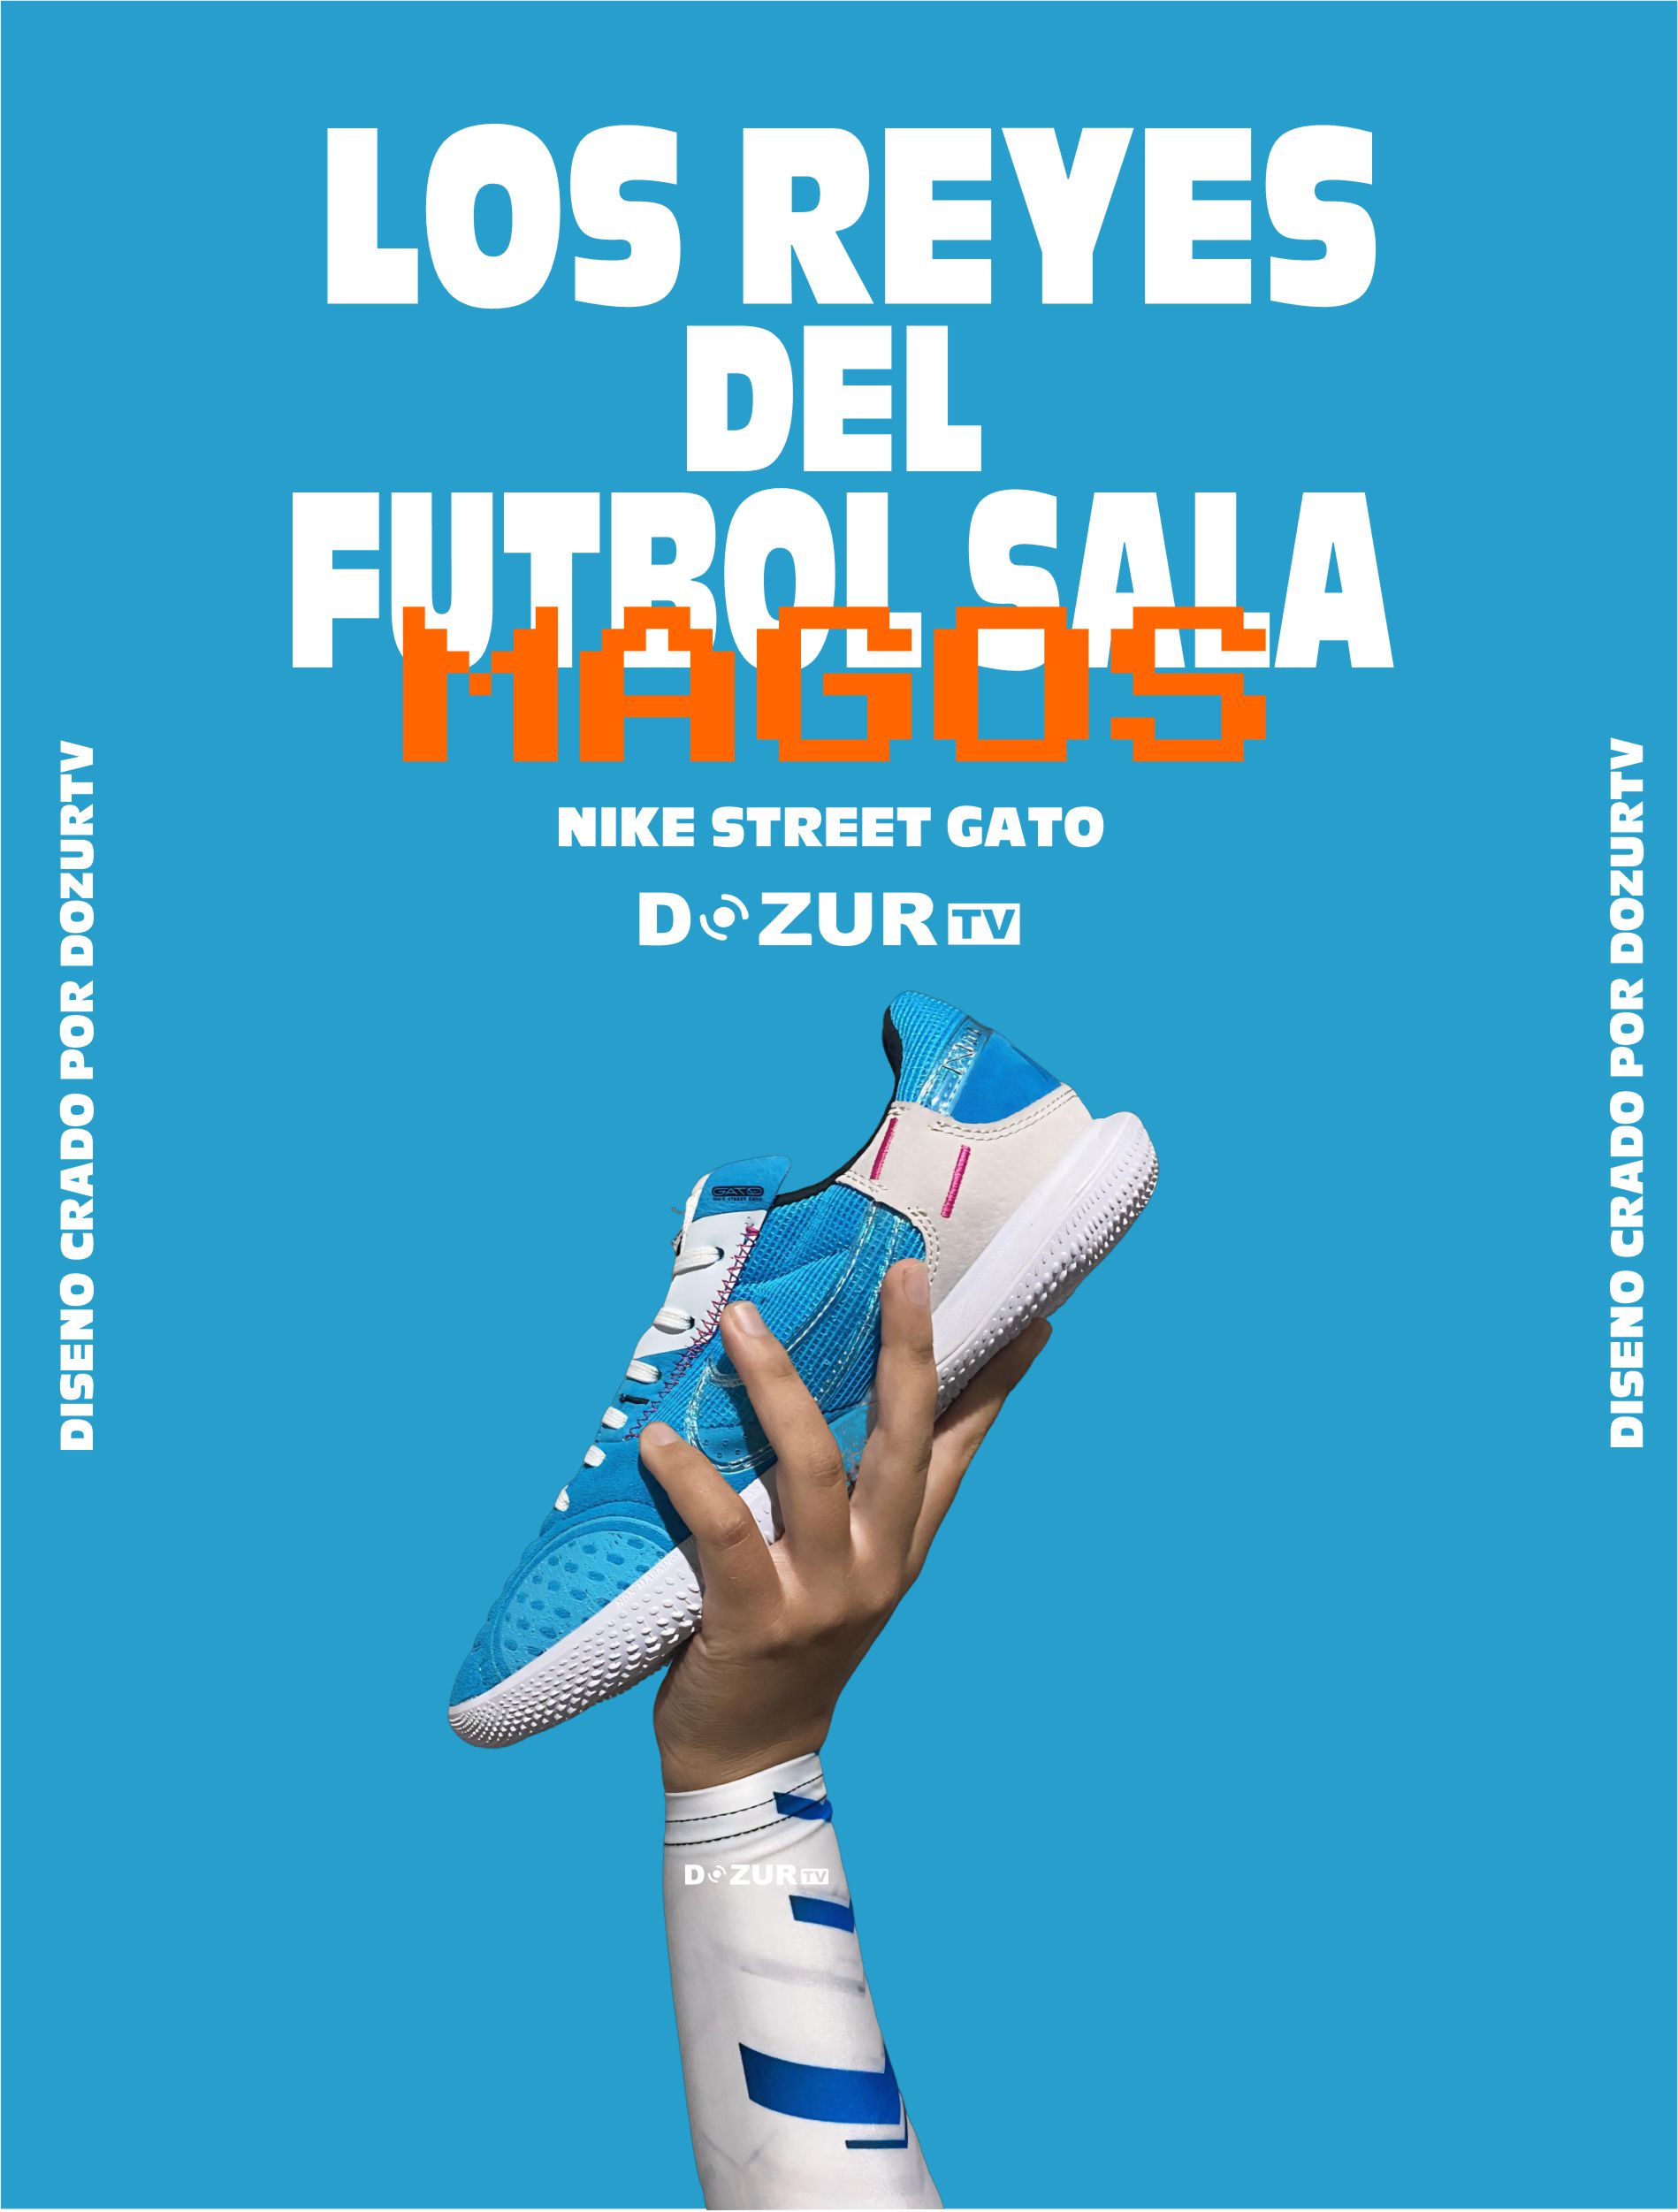 LOS REYES
DEL
FUTBOL SALA
MAGOS
NIKE STREET GATO
DOZUR TV
DISENO CRADO POR DOZURTV
DISENO CRADO POR DOZURTV
GATO
DOZUR TV